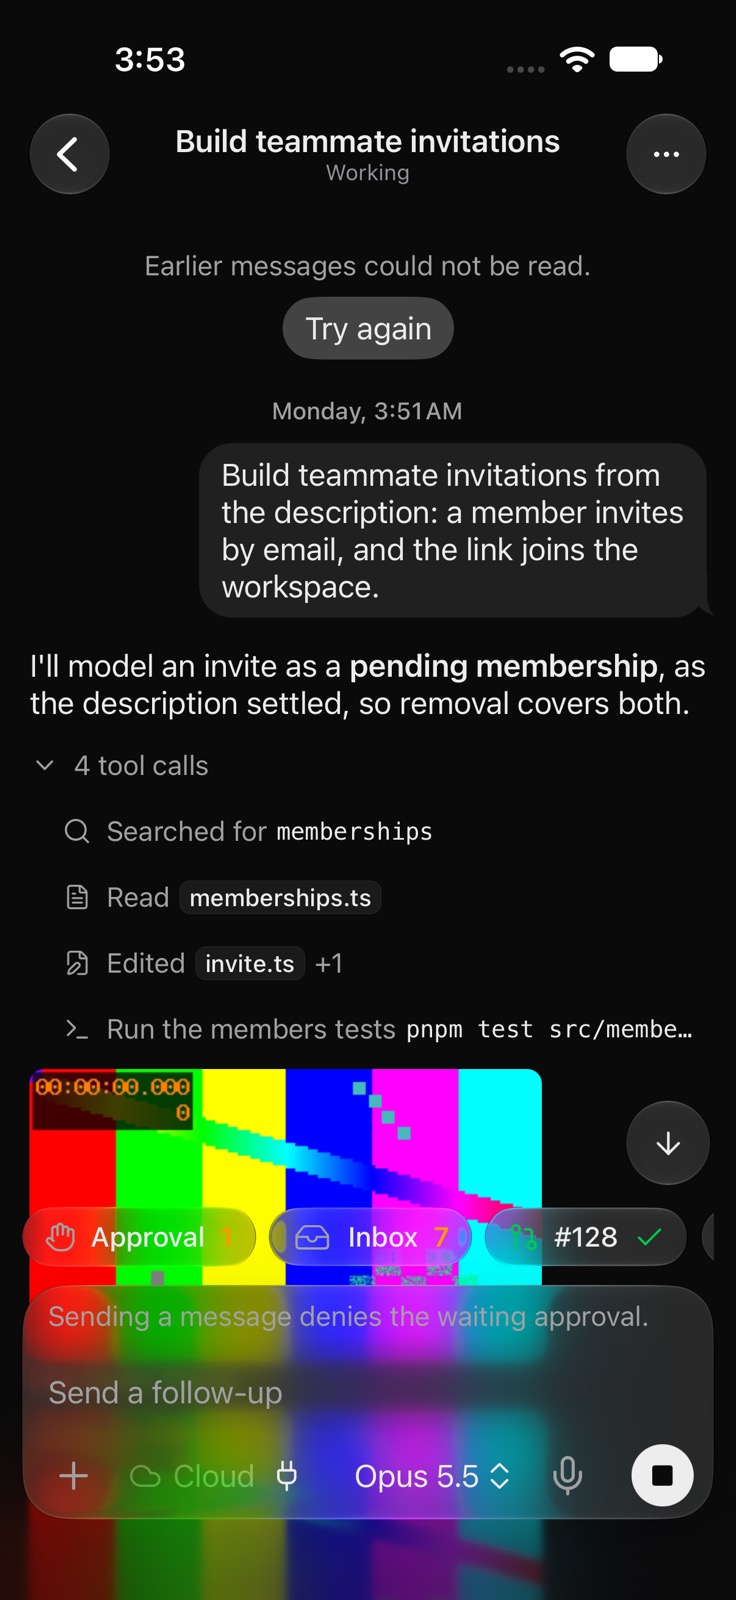 3:53
Build teammate invitations
Working
Earlier messages could not be read.
Try again
Monday, 3:51 AM
Build teammate invitations from
the description: a member invites
by email, and the link joins the
workspace.
I'll model an invite as a pending membership, as
the description settled, so removal covers both.
4 tool calls
Searched for memberships
Read memberships.ts
Edited invite.ts +1
Run the members tests pnpm test src/membe…
00:00:00.000
0
Approval 1
Inbox 7
#128
Sending a message denies the waiting approval.
Send a follow-up
Cloud
Opus 5.5